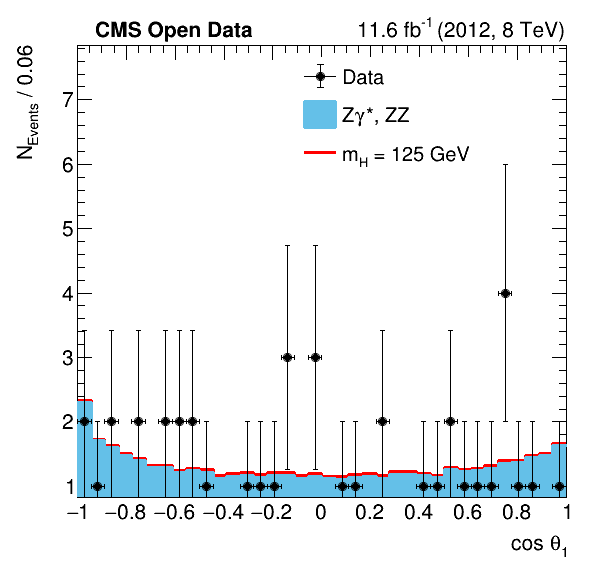 CMS Open Data 11.6 fb⁻¹ (2012, 8 TeV)
N_Events / 0.06
Data
Zγ*, ZZ
m_H = 125 GeV
7
6
5
4
3
2
1
−1 −0.8 −0.6 −0.4 −0.2 0 0.2 0.4 0.6 0.8 1
cos θ₁